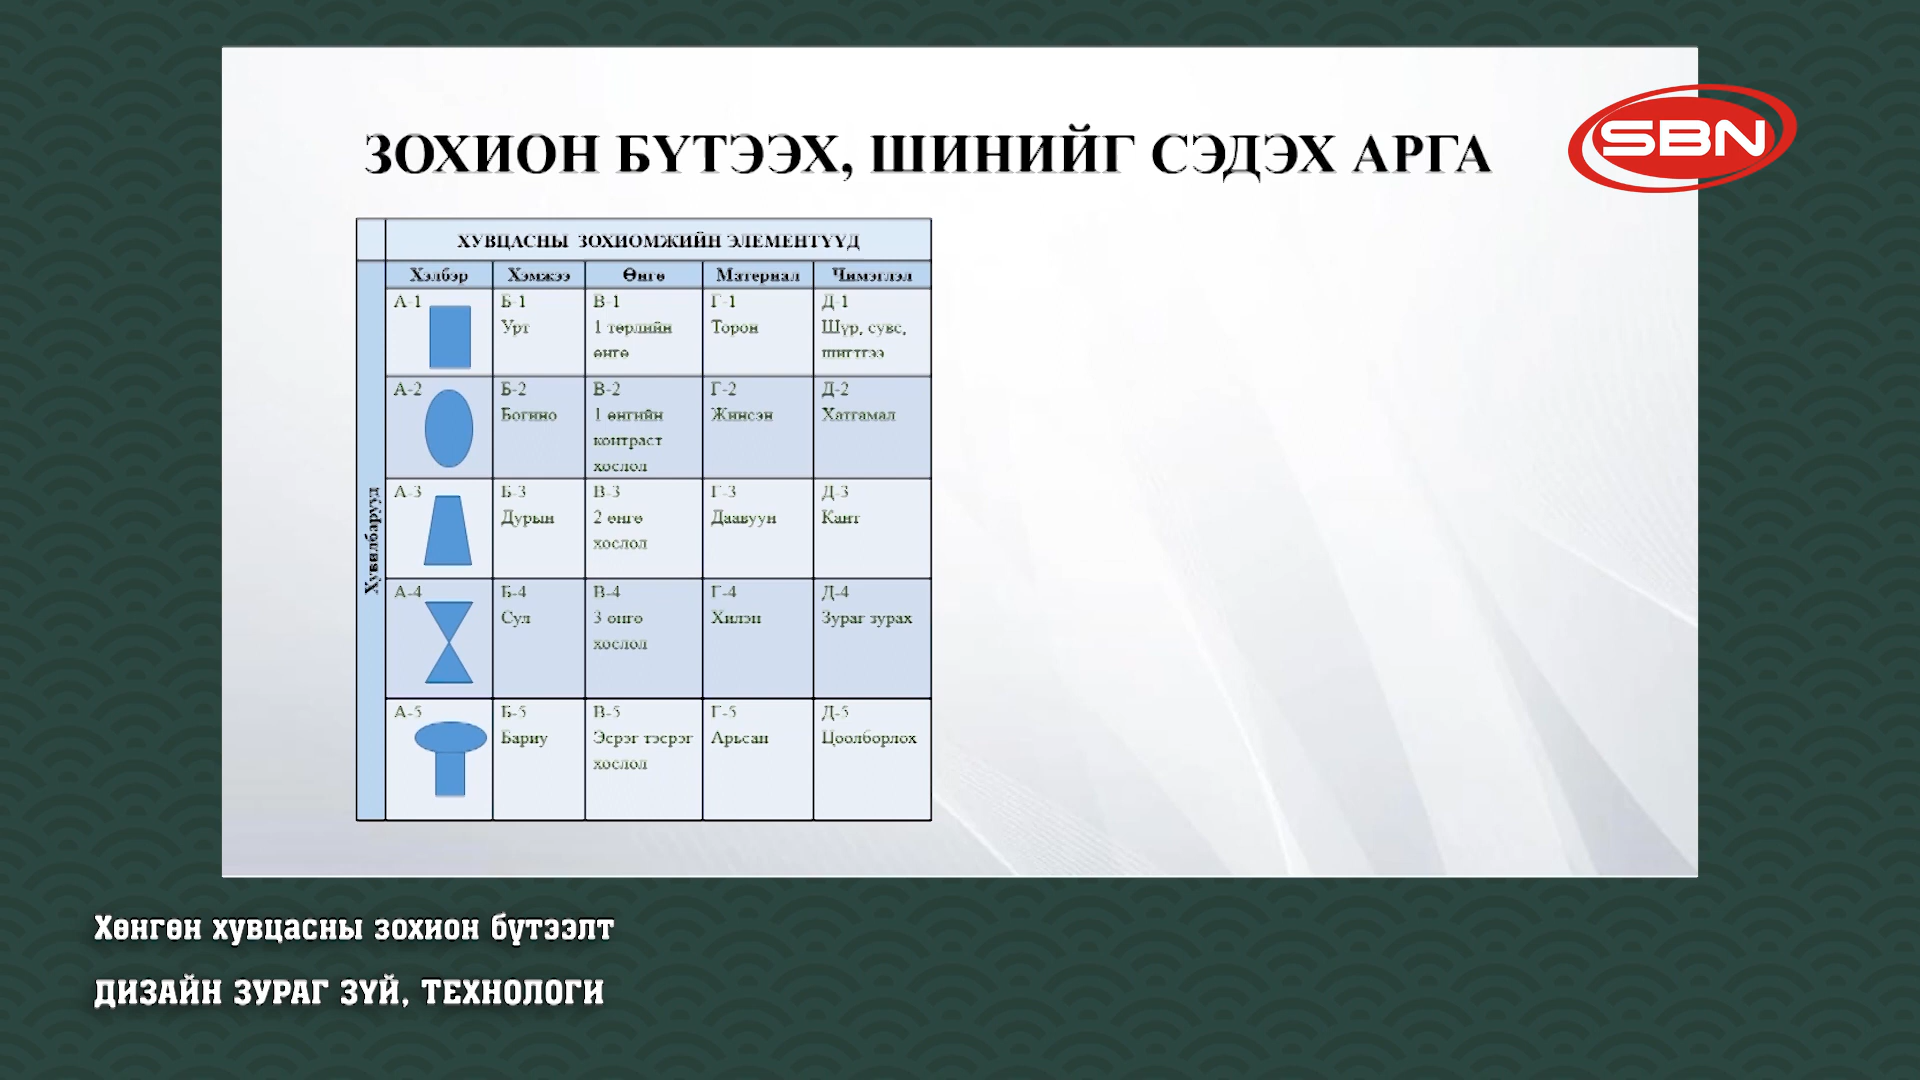 ЗОХИОН БҮТЭЭХ, ШИНИЙГ СЭДЭХ АРГА
SBN
ХУВЦАСНЫ ЗОХИОМЖИЙН ЭЛЕМЕНТҮҮД
Хувилбарууд
Хэлбэр Хэмжээ Өнгө Материал Чимэглэл
А-1 Б-1 В-1 Г-1 Д-1
Урт 1 төрлийн Торон Шүр, сувс,
өнгө шигтгээ
А-2 Б-2 В-2 Г-2 Д-2
Богино 1 өнгийн Жинсэн Хатгамал
контраст
хослол
А-3 Б-3 В-3 Г-3 Д-3
Дурын 2 өнгө Даавуун Кант
хослол
А-4 Б-4 В-4 Г-4 Д-4
Сул 3 өнгө Хилэн Зураг зурах
хослол
А-5 Б-5 В-5 Г-5 Д-5
Бариу Эсрэг тэсрэг Арьсан Цоолборлох
хослол
Хөнгөн хувцасны зохион бүтээлт
ДИЗАЙН ЗУРАГ ЗҮЙ, ТЕХНОЛОГИ